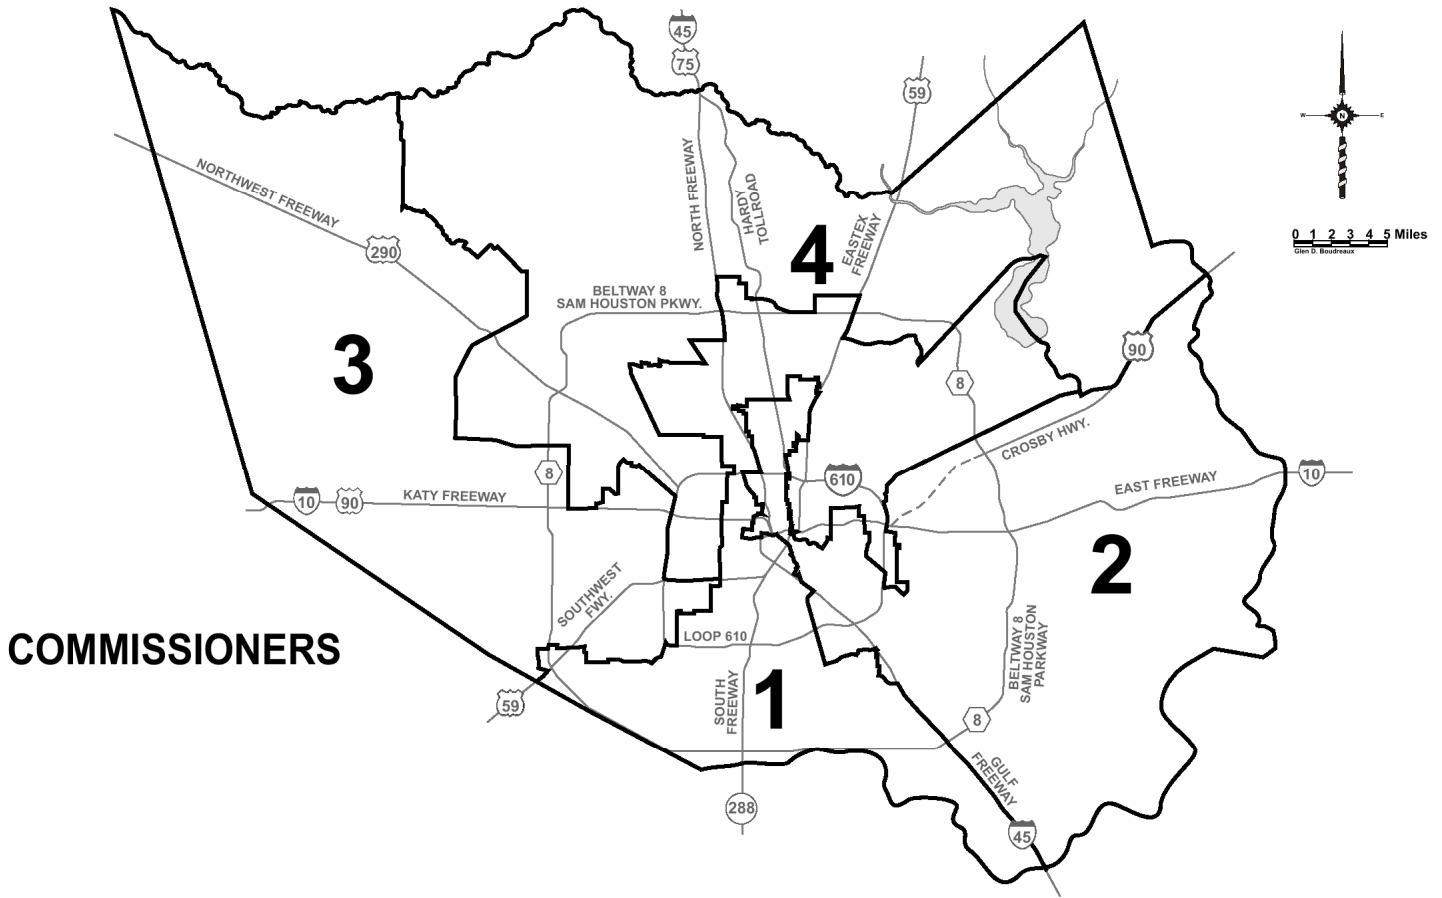 45
75
59
N
W
E
0 1 2 3 4 5 Miles
Glen D. Boudreaux
NORTHWEST FREEWAY
290
NORTH FREEWAY
HARDY
TOLLROAD
EASTEX
FREEWAY
4
BELTWAY 8
SAM HOUSTON PKWY.
3
90
8
CROSBY HWY.
8
610
10
90
KATY FREEWAY
EAST FREEWAY
10
2
SOUTHWEST
FWY.
COMMISSIONERS
LOOP 610
BELTWAY 8
SAM HOUSTON
PARKWAY
59
SOUTH
FREEWAY
1
8
GULF
FREEWAY
288
45